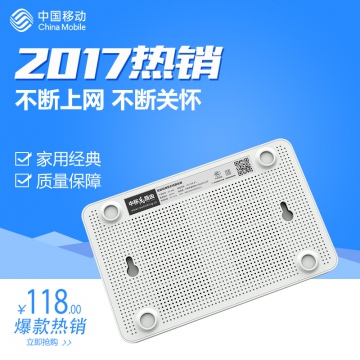 中国移动
China Mobile
2017热销
不断上网 不断关怀
家用经典
质量保障
¥118.00
爆款热销
立即抢购